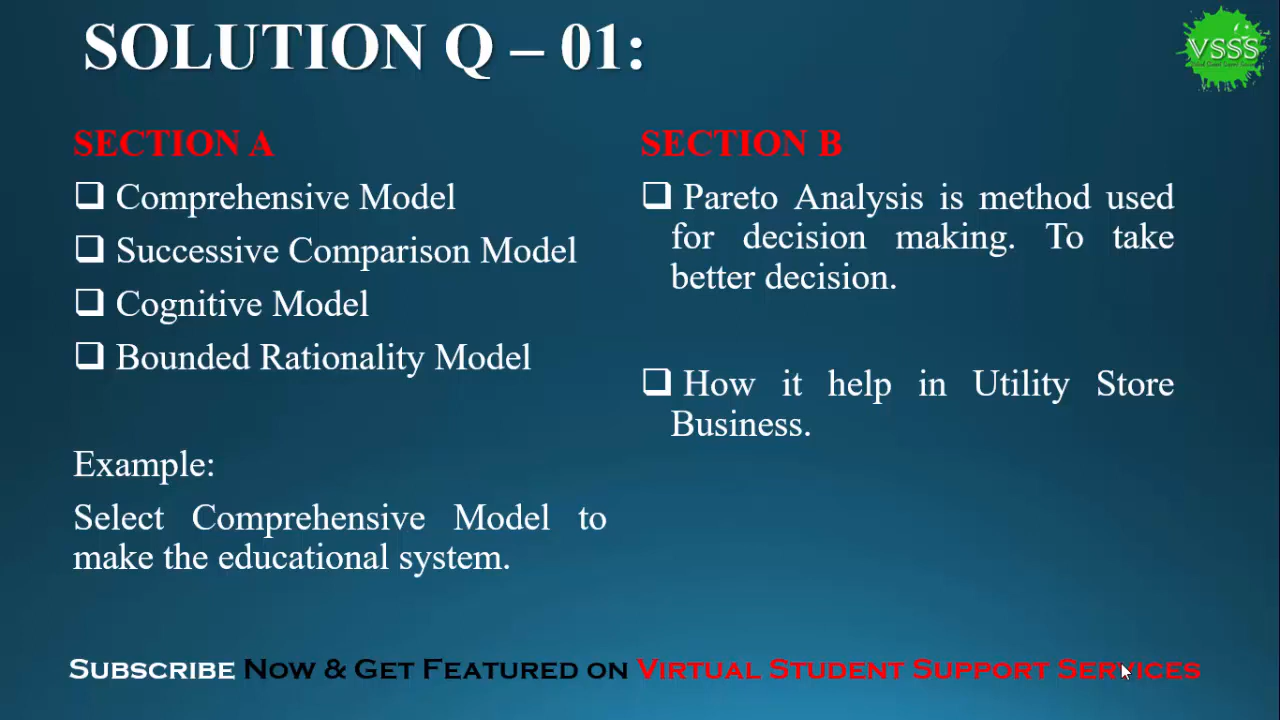 SOLUTION Q – 01:
VSSS
SECTION A
❑ Comprehensive Model
❑ Successive Comparison Model
❑ Cognitive Model
❑ Bounded Rationality Model
Example:
Select Comprehensive Model to
make the educational system.
SECTION B
❑ Pareto Analysis is method used
for decision making. To take
better decision.
❑ How it help in Utility Store
Business.
Subscribe Now & Get Featured on Virtual Student Support Services